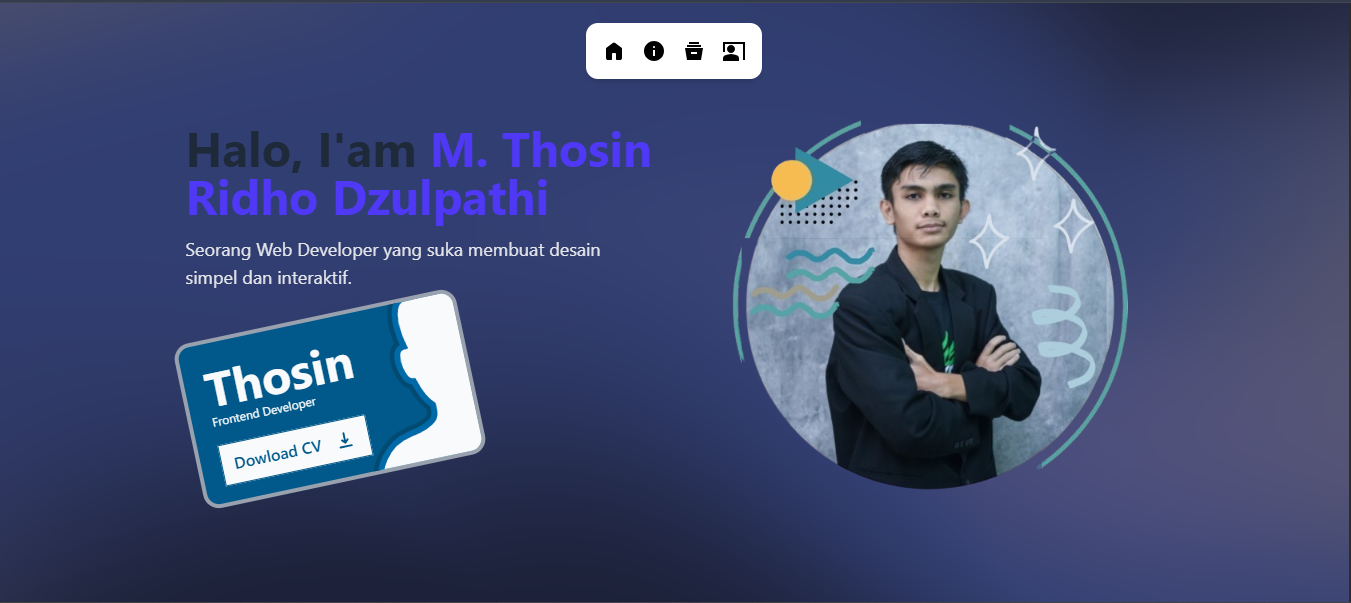 Halo, I'am M. Thosin
Ridho Dzulpathi
Seorang Web Developer yang suka membuat desain
simpel dan interaktif.
Thosin
Frontend Developer
Dowload CV